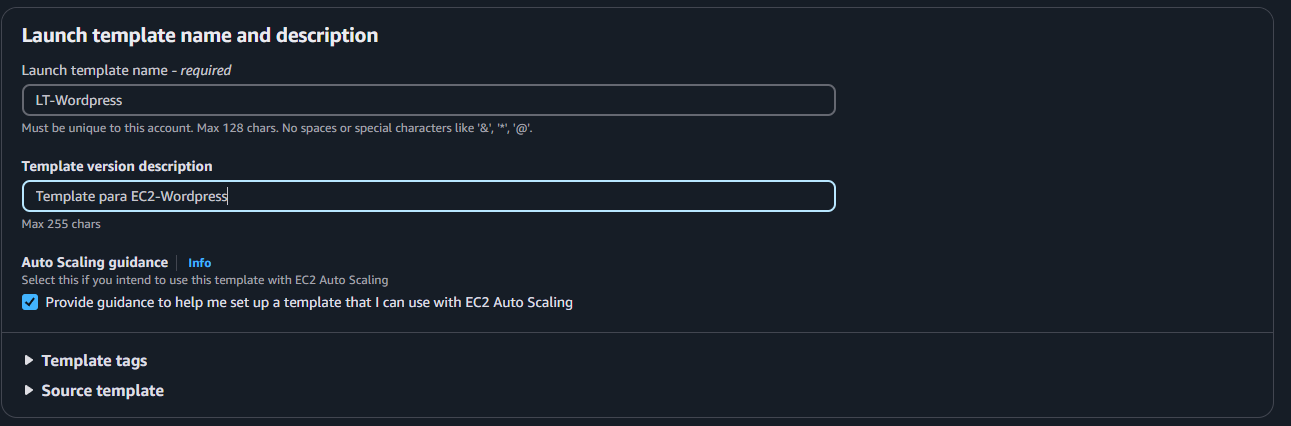 Launch template name and description
Launch template name - required
LT-Wordpress
Must be unique to this account. Max 128 chars. No spaces or special characters like '&', '*', '@'.
Template version description
Template para EC2-Wordpress
Max 255 chars
Auto Scaling guidance Info
Select this if you intend to use this template with EC2 Auto Scaling
Provide guidance to help me set up a template that I can use with EC2 Auto Scaling
Template tags
Source template